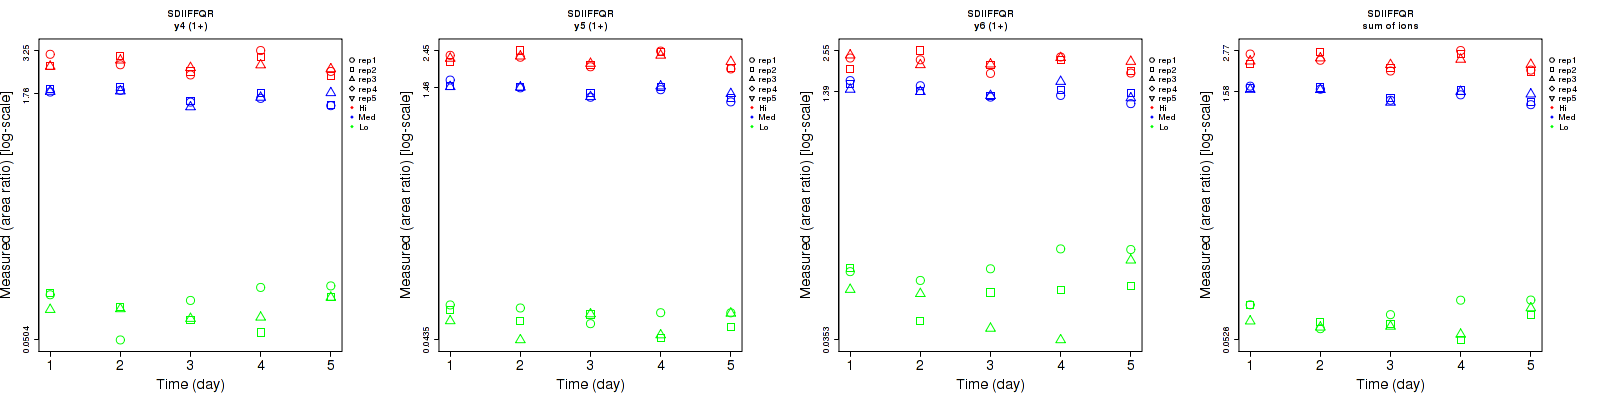 SDIIFFQR
y4 (1+)
Measured (area ratio) [log-scale]
3.25
1.76
0.0504
1 2 3 4 5
Time (day)
rep1
rep2
rep3
rep4
rep5
Hi
Med
Lo
SDIIFFQR
y5 (1+)
Measured (area ratio) [log-scale]
2.45
1.48
0.0435
1 2 3 4 5
Time (day)
rep1
rep2
rep3
rep4
rep5
Hi
Med
Lo
SDIIFFQR
y6 (1+)
Measured (area ratio) [log-scale]
2.55
1.39
0.0353
1 2 3 4 5
Time (day)
rep1
rep2
rep3
rep4
rep5
Hi
Med
Lo
SDIIFFQR
sum of ions
Measured (area ratio) [log-scale]
2.77
1.58
0.0526
1 2 3 4 5
Time (day)
rep1
rep2
rep3
rep4
rep5
Hi
Med
Lo